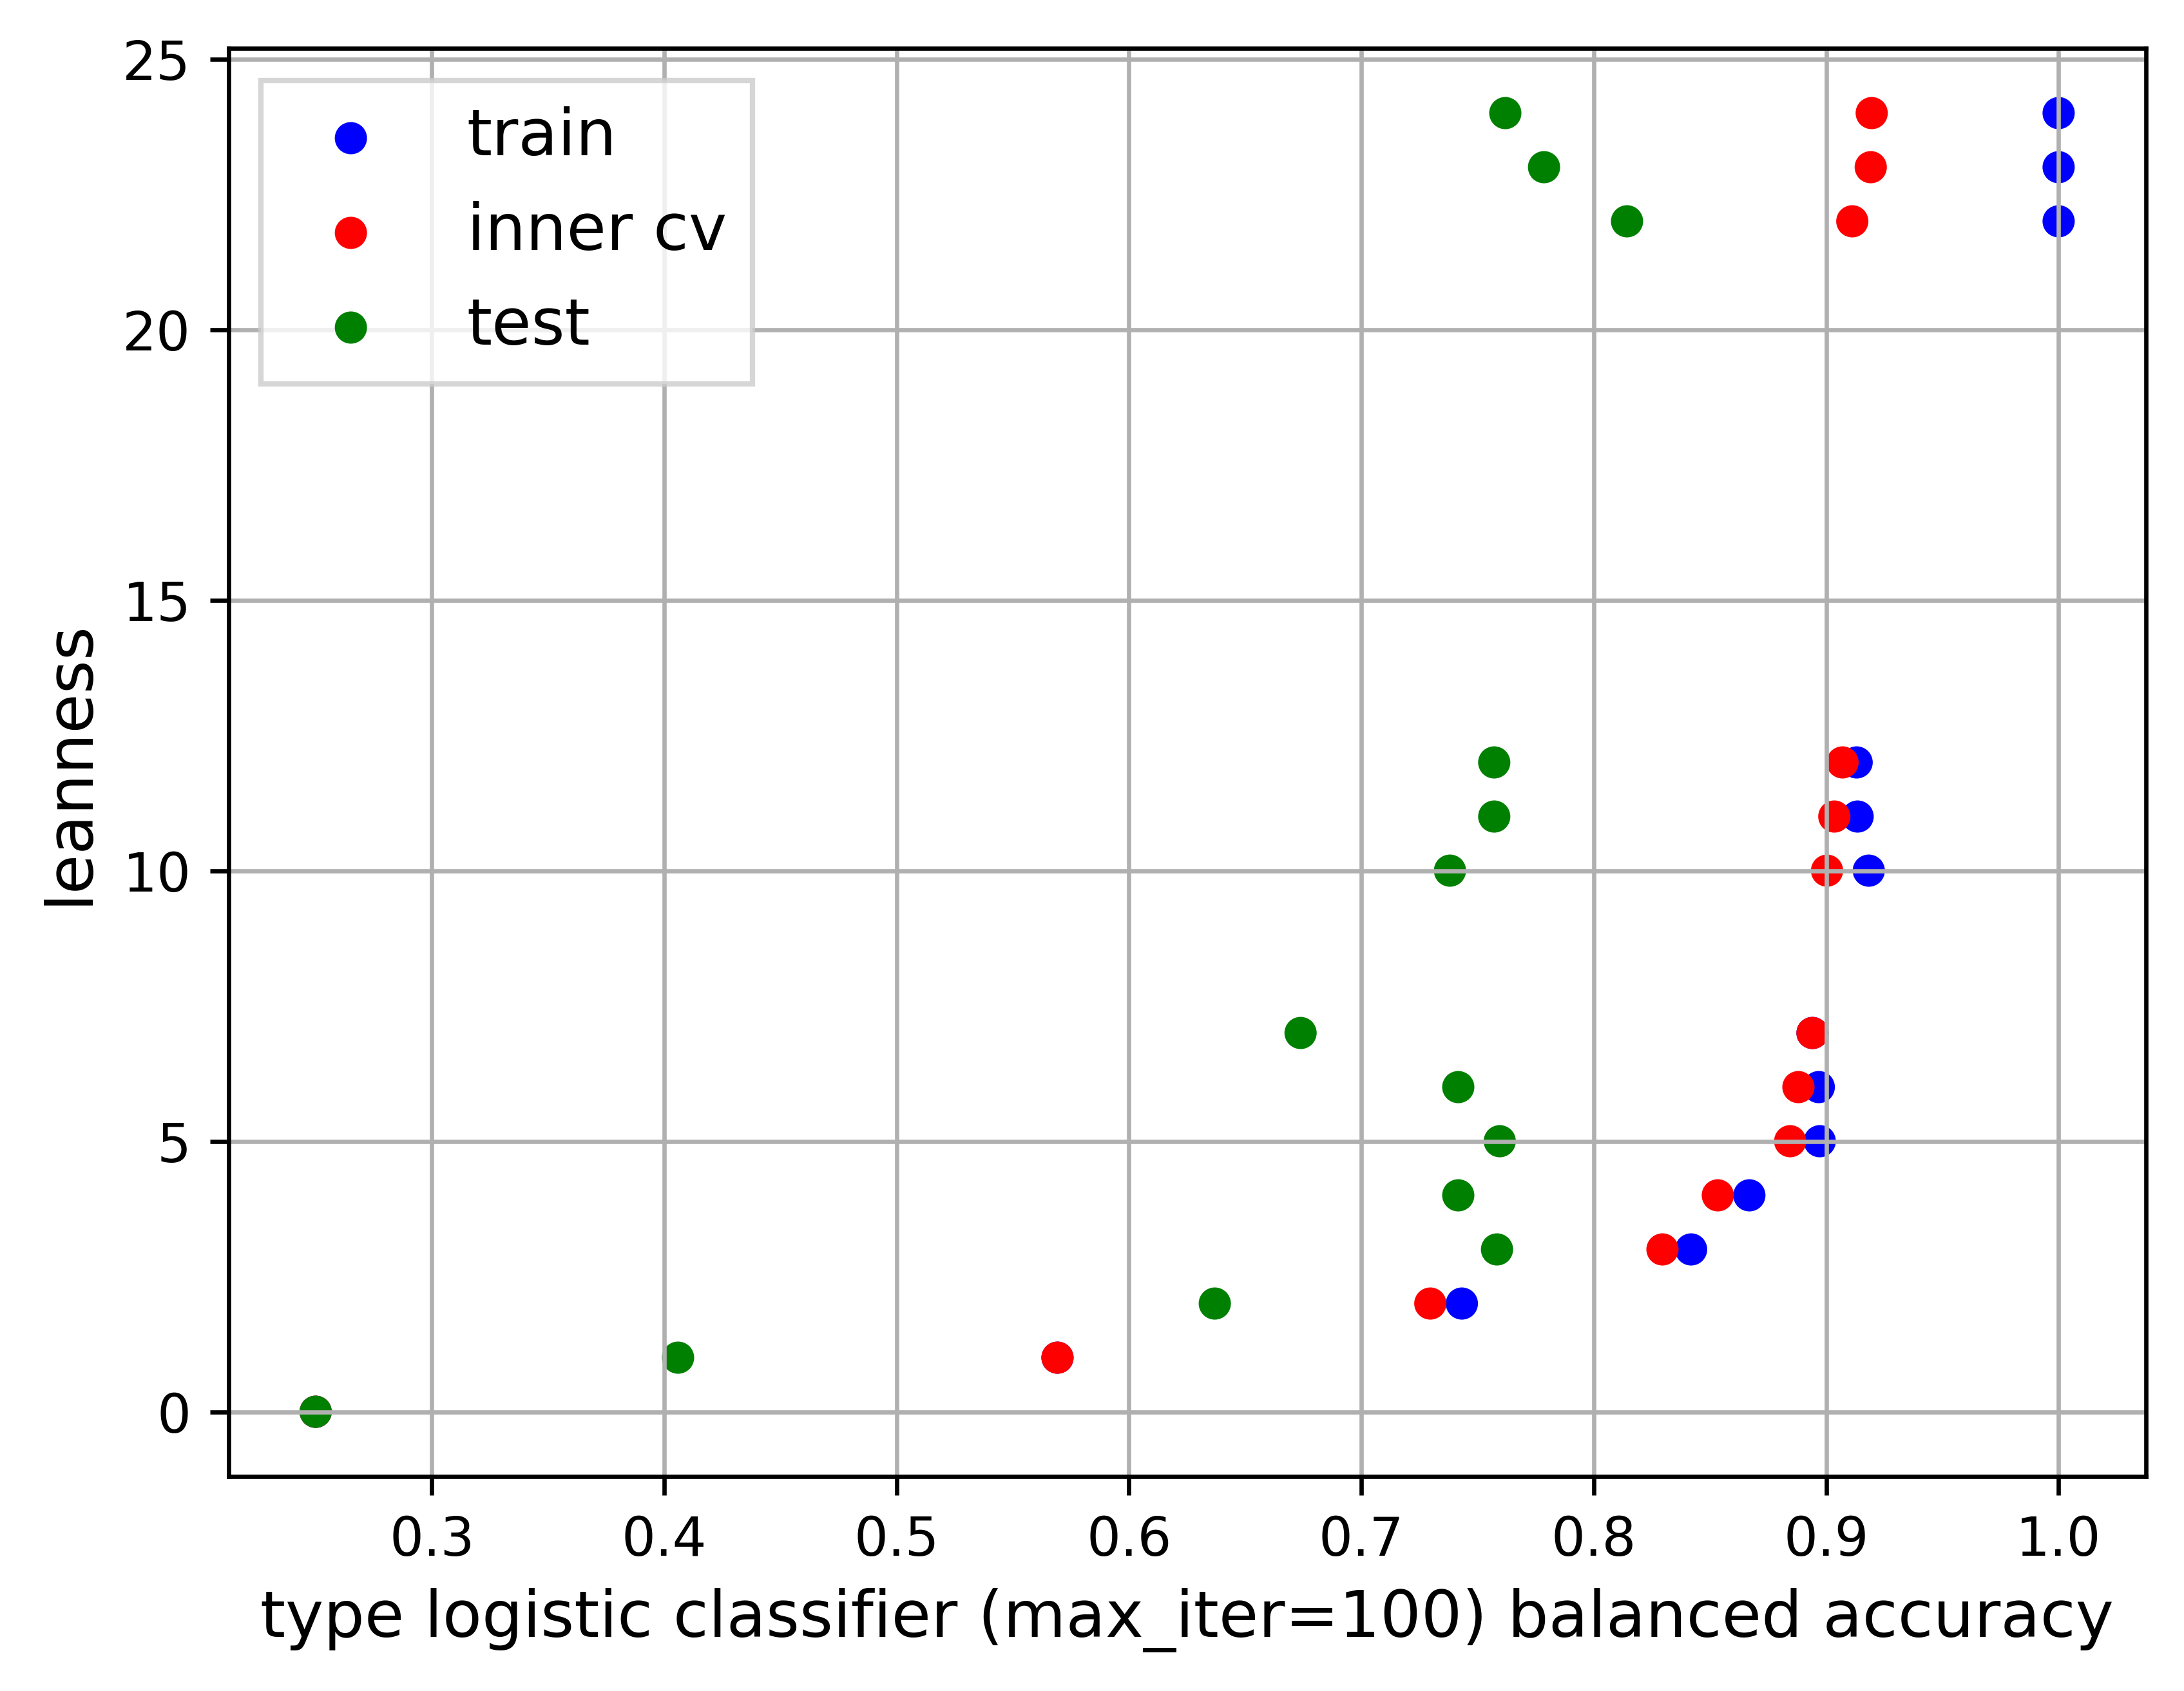 25
20
15
10
5
0
leanness
train
inner cv
test
0.3 0.4 0.5 0.6 0.7 0.8 0.9 1.0
type logistic classifier (max_iter=100) balanced accuracy